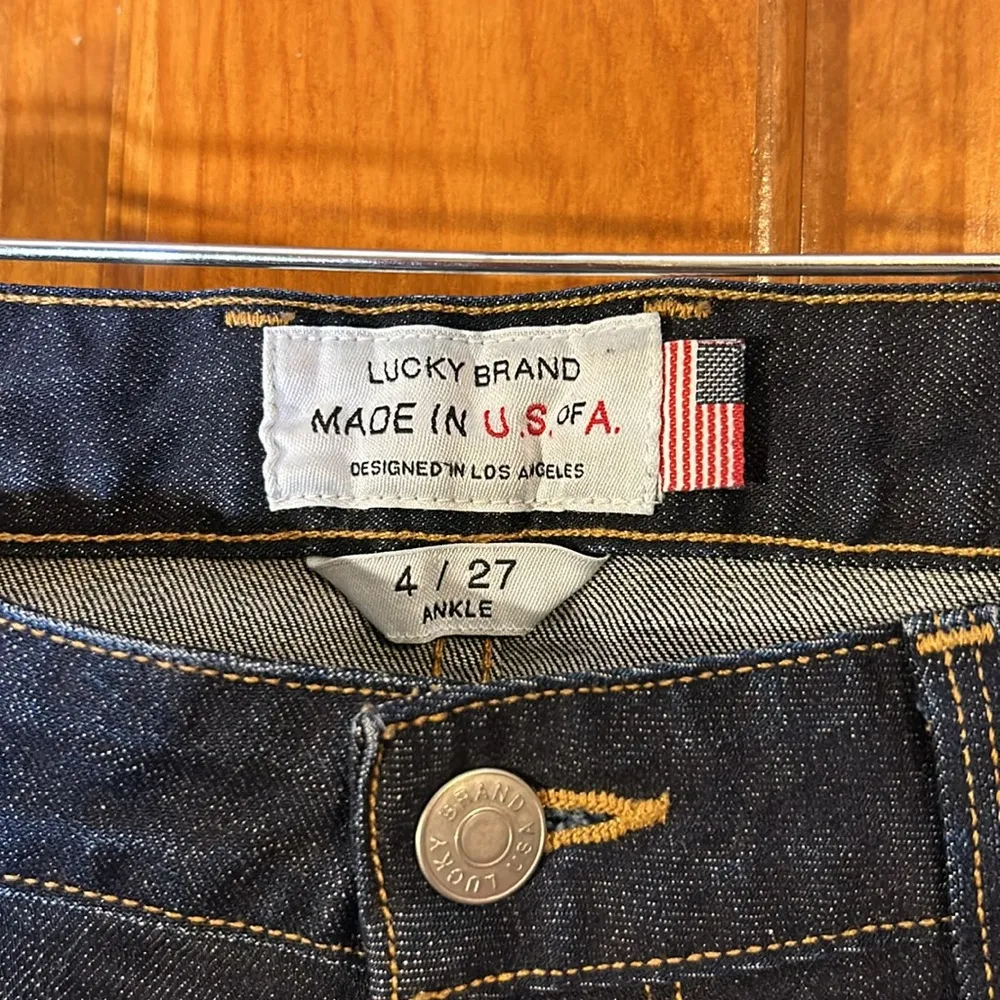 LUCKY BRAND
MADE IN U.S. OF A.
DESIGNED IN LOS ANGELES
4 / 27
ANKLE
LUCKY BRAND USA